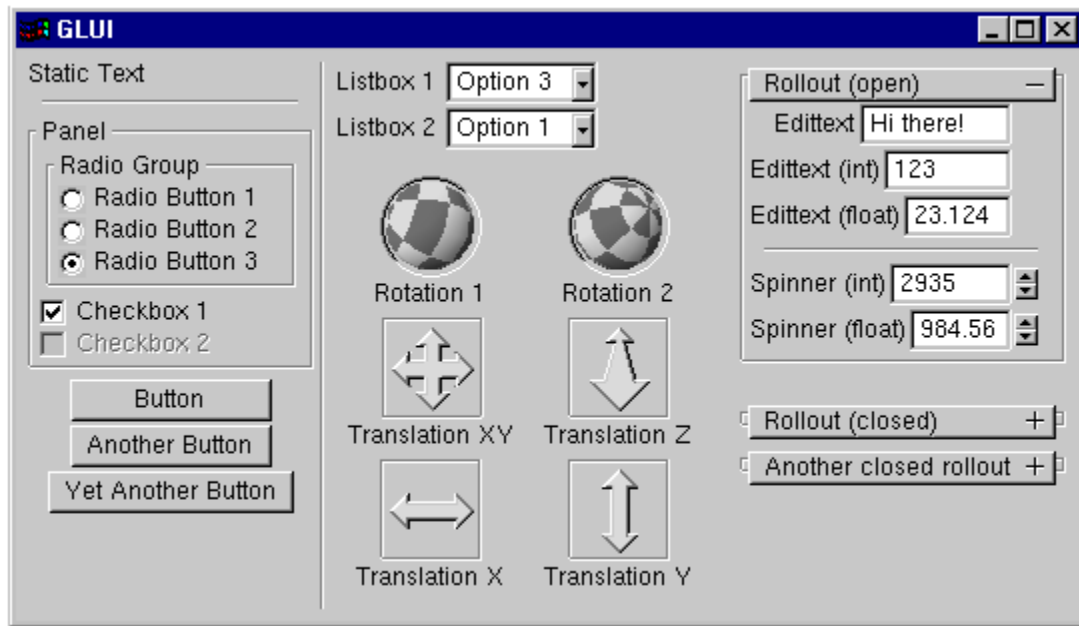 GLUI
Static Text
Panel
Radio Group
Radio Button 1
Radio Button 2
Radio Button 3
Checkbox 1
Checkbox 2
Button
Another Button
Yet Another Button
Listbox 1 Option 3
Listbox 2 Option 1
Rotation 1 Rotation 2
Translation XY Translation Z
Translation X Translation Y
Rollout (open) −
Edittext Hi there!
Edittext (int) 123
Edittext (float) 23.124
Spinner (int) 2935
Spinner (float) 984.56
Rollout (closed) +
Another closed rollout +